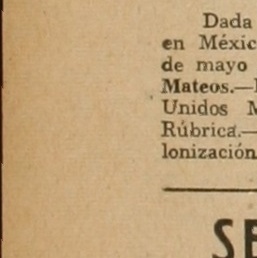 Dada
en Méxic
de mayo
Mateos.—
Unidos M
Rúbrica.—
lonización
SE